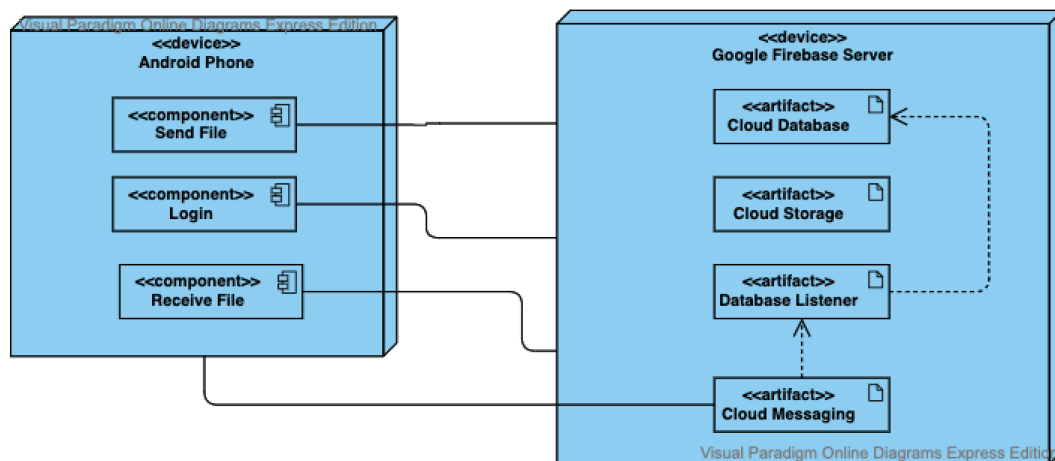 Visual Paradigm Online Diagrams Express Edition
<<device>>
Android Phone
<<component>>
Send File
<<component>>
Login
<<component>>
Receive File
<<device>>
Google Firebase Server
<<artifact>>
Cloud Database
<<artifact>>
Cloud Storage
<<artifact>>
Database Listener
<<artifact>>
Cloud Messaging
Visual Paradigm Online Diagrams Express Edition